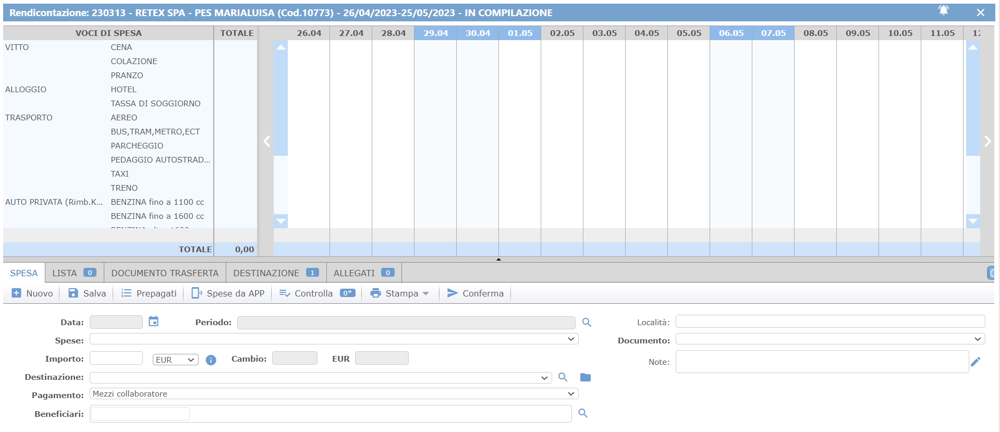 Rendicontazione: 230313 - RETEX SPA - PES MARIALUISA (Cod.10773) - 26/04/2023-25/05/2023 - IN COMPILAZIONE
VOCI DI SPESA TOTALE 26.04 27.04 28.04 29.04 30.04 01.05 02.05 03.05 04.05 05.05 06.05 07.05 08.05 09.05 10.05 11.05
VITTO CENA
COLAZIONE
PRANZO
ALLOGGIO HOTEL
TASSA DI SOGGIORNO
TRASPORTO AEREO
BUS,TRAM,METRO,ECT
PARCHEGGIO
PEDAGGIO AUTOSTRAD...
TAXI
TRENO
AUTO PRIVATA (Rimb.K... BENZINA fino a 1100 cc
BENZINA fino a 1600 cc
TOTALE 0,00
SPESA LISTA 0 DOCUMENTO TRASFERTA DESTINAZIONE 1 ALLEGATI 0
Nuovo Salva Prepagati Spese da APP Controlla 0* Stampa Conferma
Data: Periodo: Località:
Spese: Documento:
Importo: EUR Cambio: EUR Note:
Destinazione:
Pagamento: Mezzi collaboratore
Beneficiari: